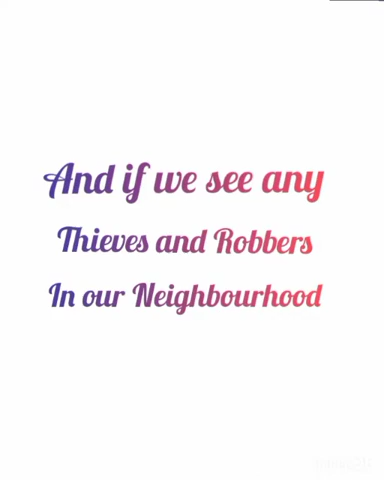 And if we see any
Thieves and Robbers
In our Neighbourhood